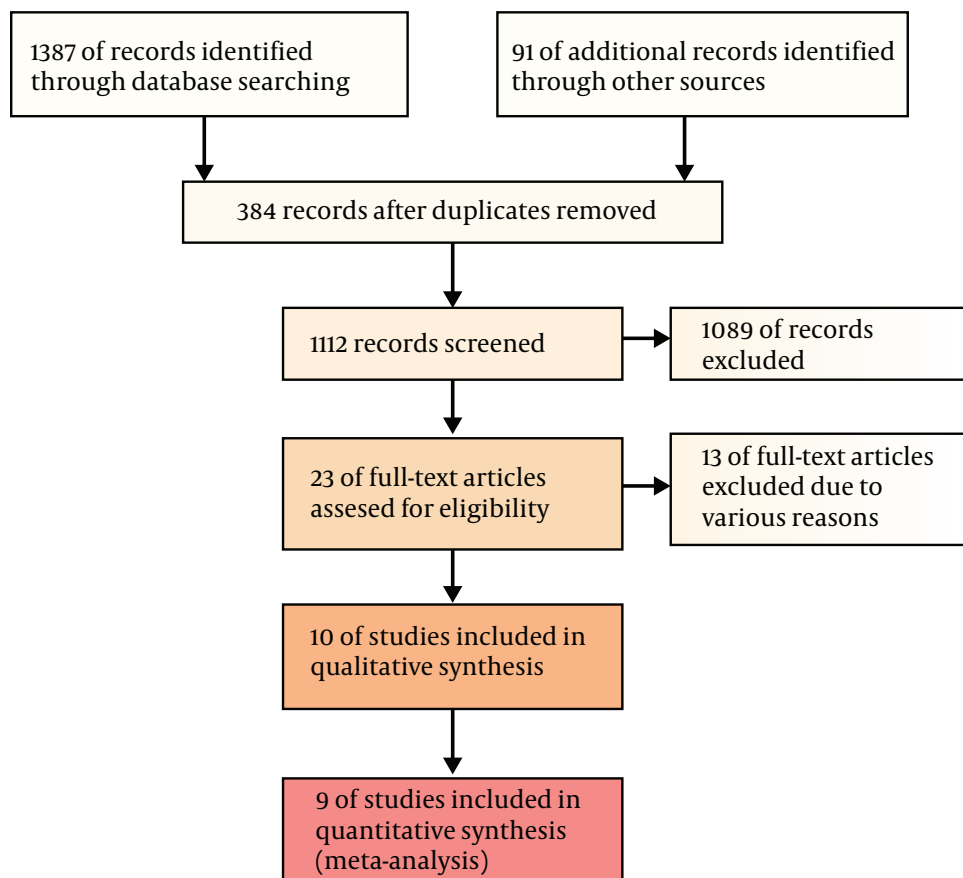 1387 of records identified
through database searching
91 of additional records identified
through other sources
384 records after duplicates removed
1112 records screened
1089 of records
excluded
23 of full-text articles
assesed for eligibility
13 of full-text articles
excluded due to
various reasons
10 of studies included in
qualitative synthesis
9 of studies included in
quantitative synthesis
(meta-analysis)